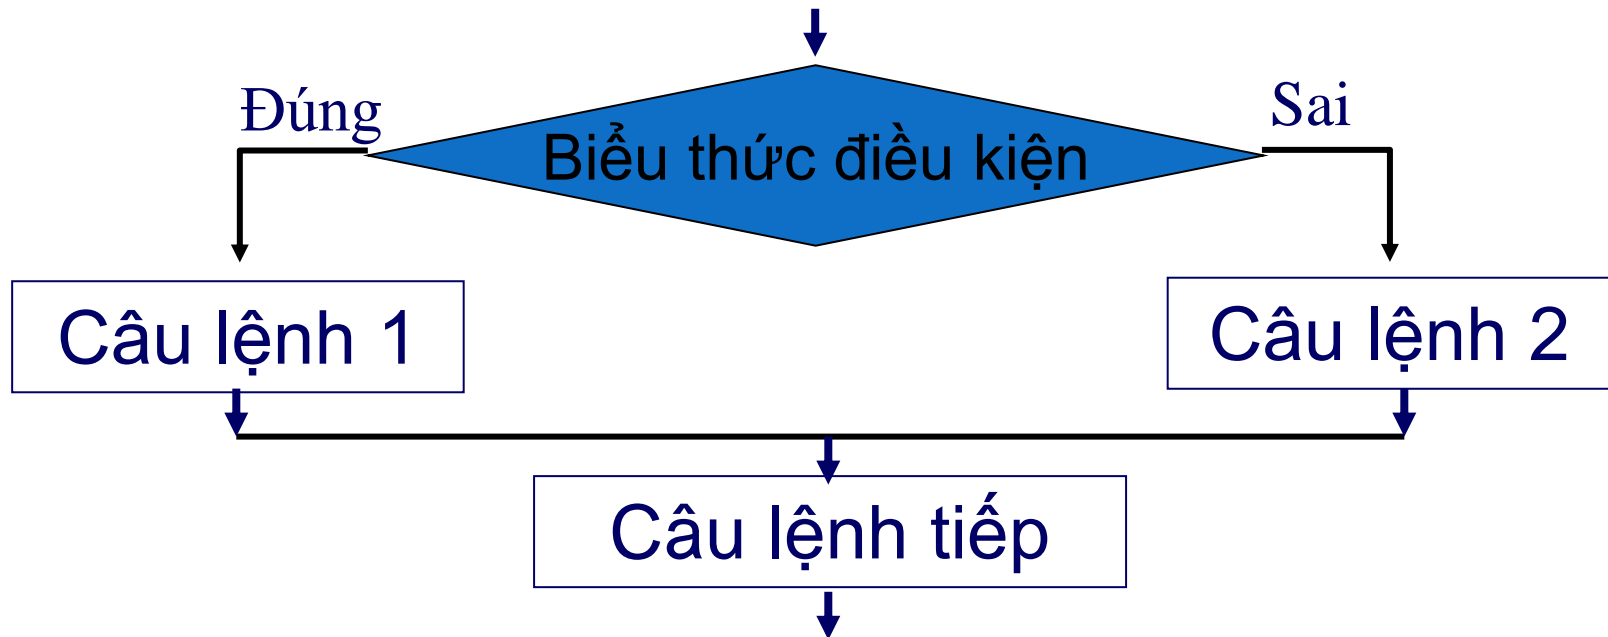 Đúng
Sai
Biểu thức điều kiện
Câu lệnh 1
Câu lệnh 2
Câu lệnh tiếp